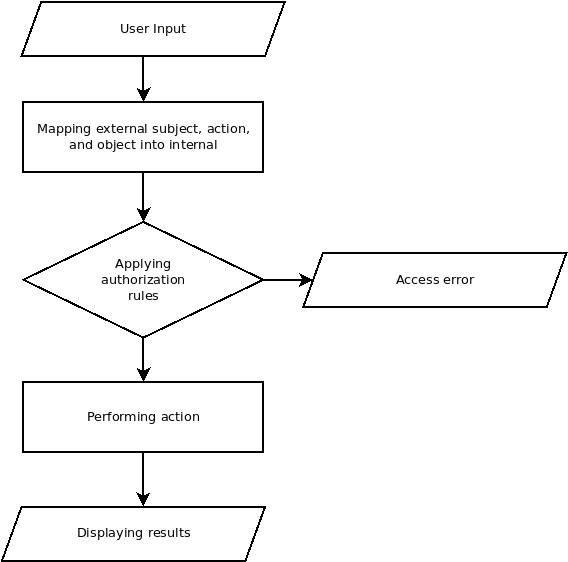 User Input
Mapping external subject, action,
and object into internal
Applying
authorization
rules
Access error
Performing action
Displaying results